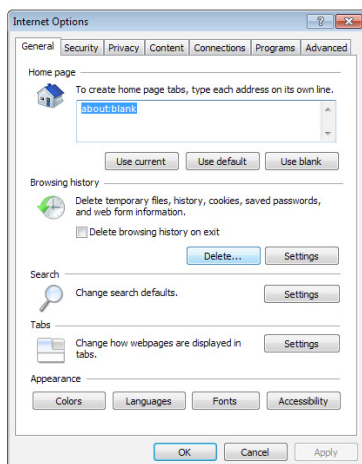 Internet Options
General Security Privacy Content Connections Programs Advanced
Home page
To create home page tabs, type each address on its own line.
about:blank
Use current Use default Use blank
Browsing history
Delete temporary files, history, cookies, saved passwords,
and web form information.
Delete browsing history on exit
Delete... Settings
Search
Change search defaults.
Settings
Tabs
Change how webpages are displayed in
tabs.
Settings
Appearance
Colors Languages Fonts Accessibility
OK Cancel Apply